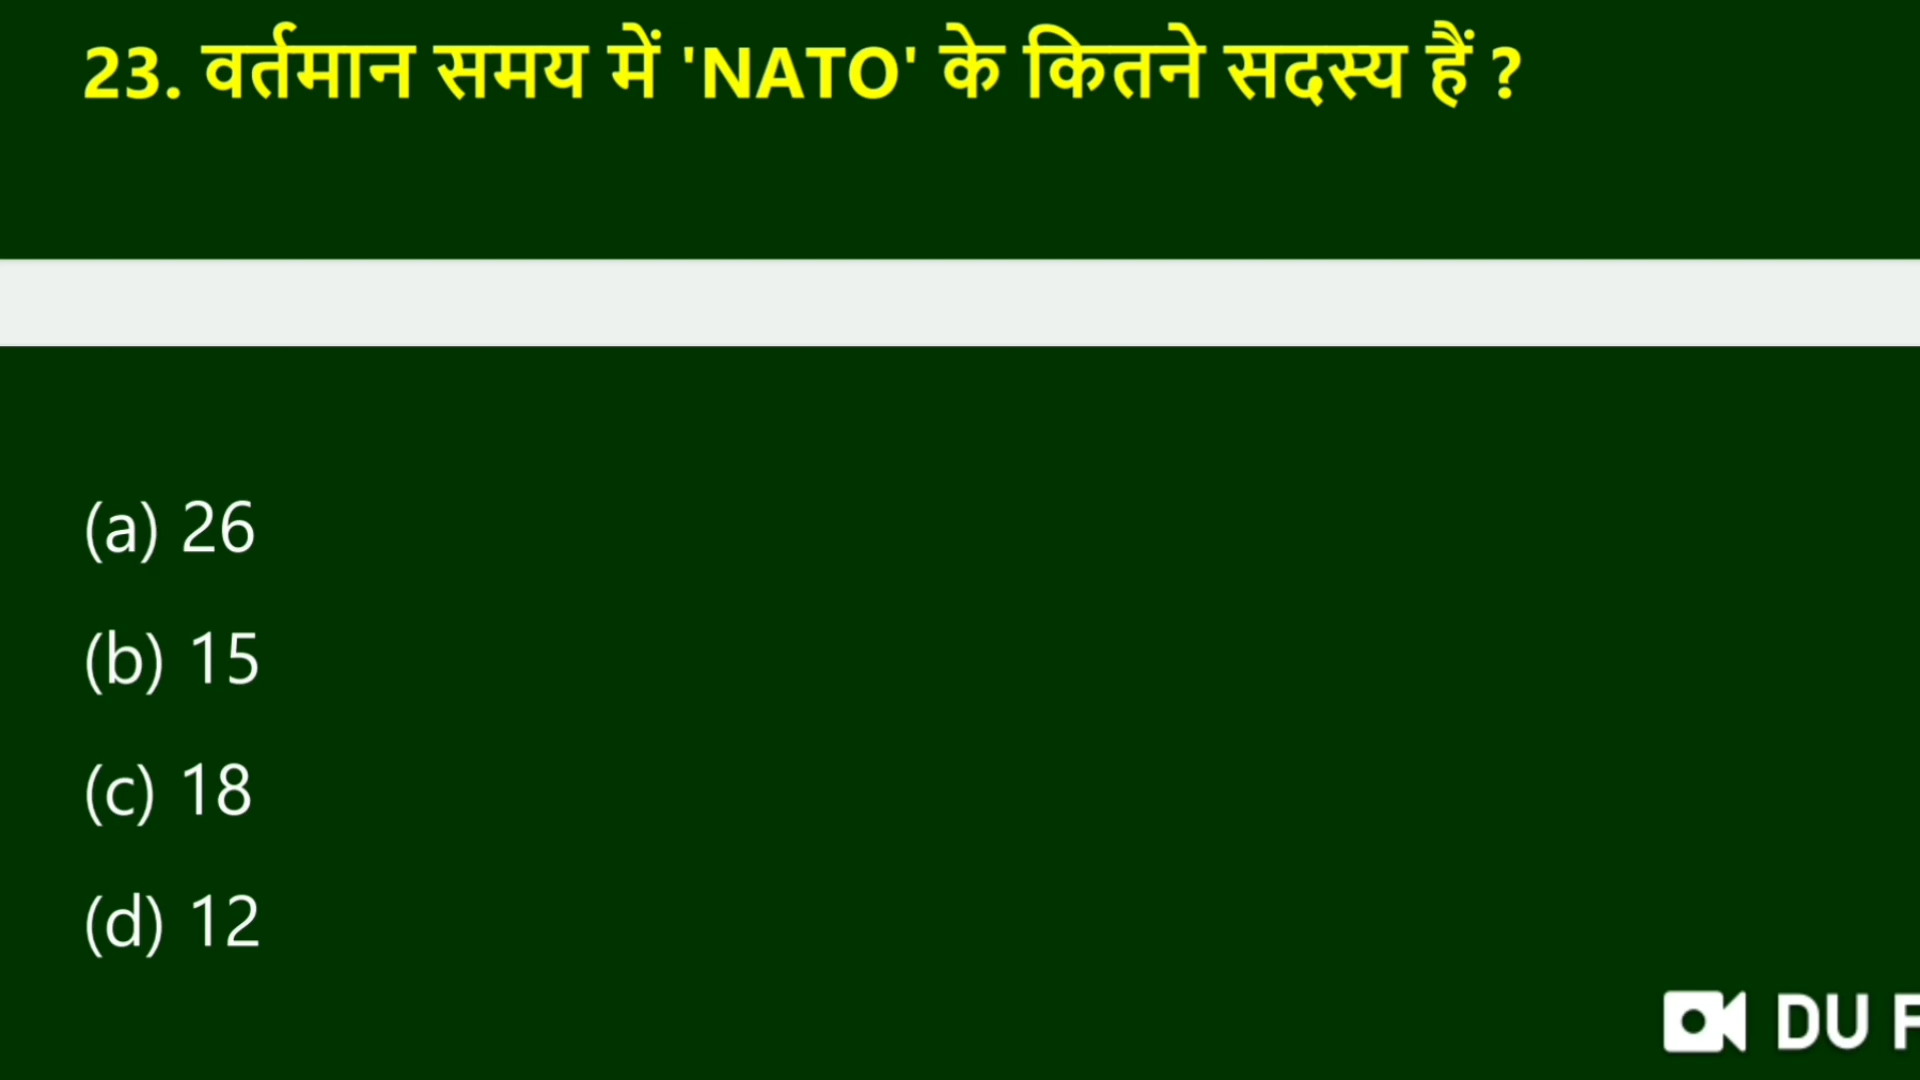 23. वर्तमान समय में 'NATO' के कितने सदस्य हैं ?
(a) 26
(b) 15
(c) 18
(d) 12
DU